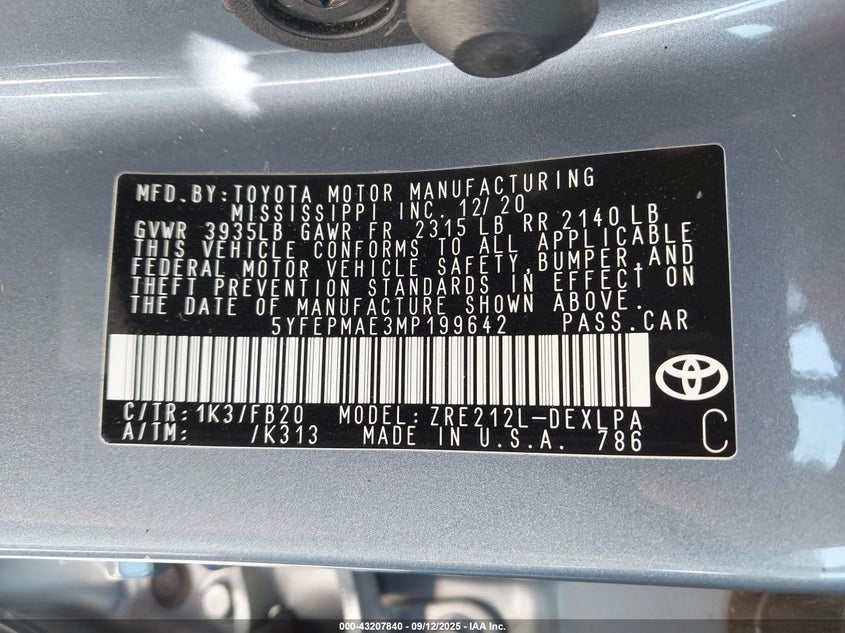 MFD. BY: TOYOTA MOTOR MANUFACTURING
MISSISSIPPI INC. 12/20
GVWR 3935LB GAWR FR 2315 LB RR 2140 LB
THIS VEHICLE CONFORMS TO ALL APPLICABLE
FEDERAL MOTOR VEHICLE SAFETY, BUMPER, AND
THEFT PREVENTION STANDARDS IN EFFECT ON
THE DATE OF MANUFACTURE SHOWN ABOVE.
5YFEPMAE3MP199642 PASS. CAR
C/TR: 1K3/FB20 MODEL: ZRE212L-DEXLPA
A/TM: /K313 MADE IN U.S.A. 786 C
000-43207840 - 09/12/2025 - IAA Inc.